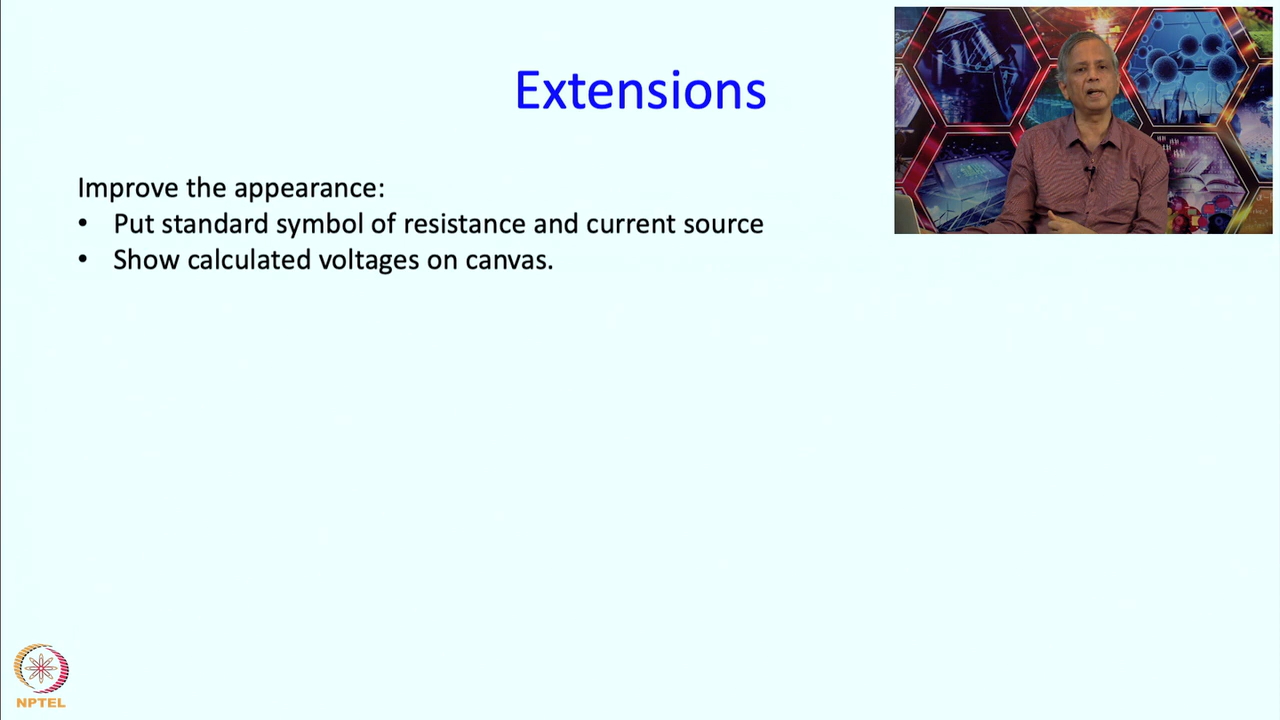 Extensions
Improve the appearance:
• Put standard symbol of resistance and current source
• Show calculated voltages on canvas.
NPTEL